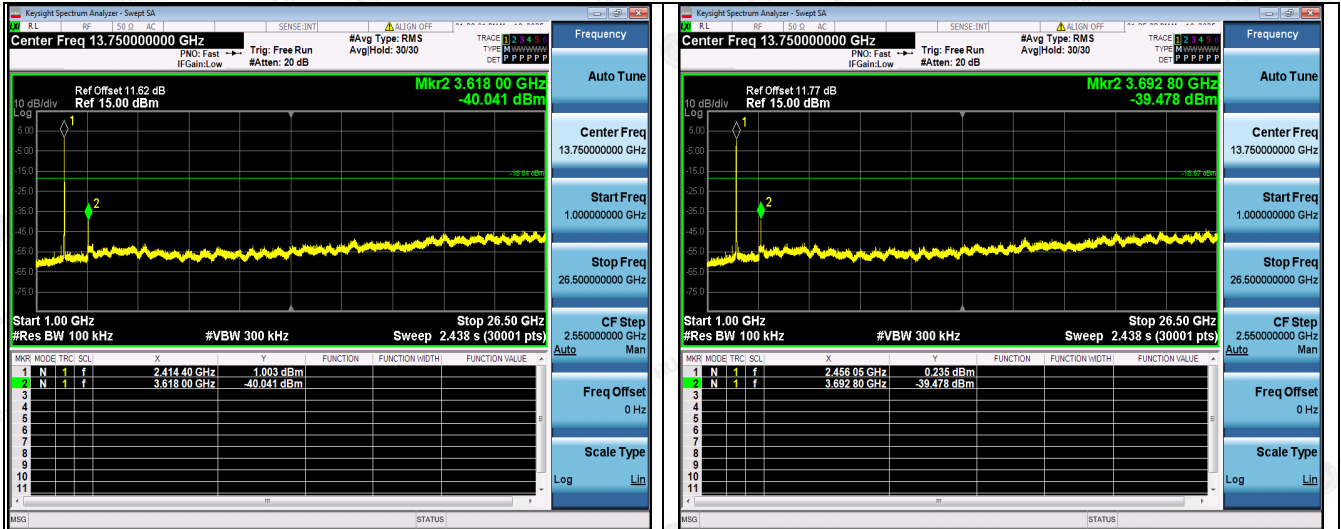 Keysight Spectrum Analyzer - Swept SA
RL RF 50 Ω AC SENSE:INT ALIGN OFF
Center Freq 13.750000000 GHz
PNO: Fast
IFGain:Low
Trig: Free Run
#Atten: 20 dB
#Avg Type: RMS
Avg|Hold: 30/30
TRACE 1 2 3 4 5 6
TYPE M W W W W W
DET P P P P P P
Frequency
Mkr2 3.618 00 GHz
-40.041 dBm
Ref Offset 11.62 dB
10 dB/div Ref 15.00 dBm
Log
1
5.00
-5.00
-15.0
-18.84 dBm
-25.0
2
-35.0
-45.0
-55.0
-65.0
-75.0
Start 1.00 GHz Stop 26.50 GHz
#Res BW 100 kHz #VBW 300 kHz Sweep 2.438 s (30001 pts)
MKR MODE TRC SCL X Y FUNCTION FUNCTION WIDTH FUNCTION VALUE
1 N 1 f 2.414 40 GHz 1.003 dBm
2 N 1 f 3.618 00 GHz -40.041 dBm
3
4
5
6
7
8
9
10
11
MSG STATUS
Auto Tune
Center Freq
13.750000000 GHz
Start Freq
1.000000000 GHz
Stop Freq
26.500000000 GHz
CF Step
2.550000000 GHz
Auto Man
Freq Offset
0 Hz
Scale Type
Log Lin
Keysight Spectrum Analyzer - Swept SA
RL RF 50 Ω AC SENSE:INT ALIGN OFF
Center Freq 13.750000000 GHz
PNO: Fast
IFGain:Low
Trig: Free Run
#Atten: 20 dB
#Avg Type: RMS
Avg|Hold: 30/30
TRACE 1 2 3 4 5 6
TYPE M W W W W W
DET P P P P P P
Frequency
Mkr2 3.692 80 GHz
-39.478 dBm
Ref Offset 11.77 dB
10 dB/div Ref 15.00 dBm
Log
1
5.00
-5.00
-15.0
-25.0
2
-35.0
-45.0
-55.0
-65.0
-75.0
Start 1.00 GHz Stop 26.50 GHz
#Res BW 100 kHz #VBW 300 kHz Sweep 2.438 s (30001 pts)
MKR MODE TRC SCL X Y FUNCTION FUNCTION WIDTH FUNCTION VALUE
1 N 1 f 2.456 05 GHz 0.235 dBm
2 N 1 f 3.692 80 GHz -39.478 dBm
3
4
5
6
7
8
9
10
11
MSG STATUS
Auto Tune
Center Freq
13.750000000 GHz
Start Freq
1.000000000 GHz
Stop Freq
26.500000000 GHz
CF Step
2.550000000 GHz
Auto Man
Freq Offset
0 Hz
Scale Type
Log Lin